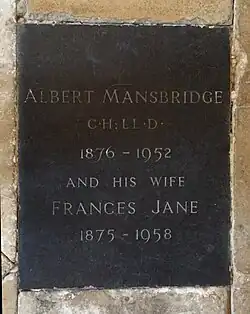 ALBERT MANSBRIDGE
C·H; LL·D·
1876 - 1952
AND HIS WIFE
FRANCES JANE
1875 - 1958